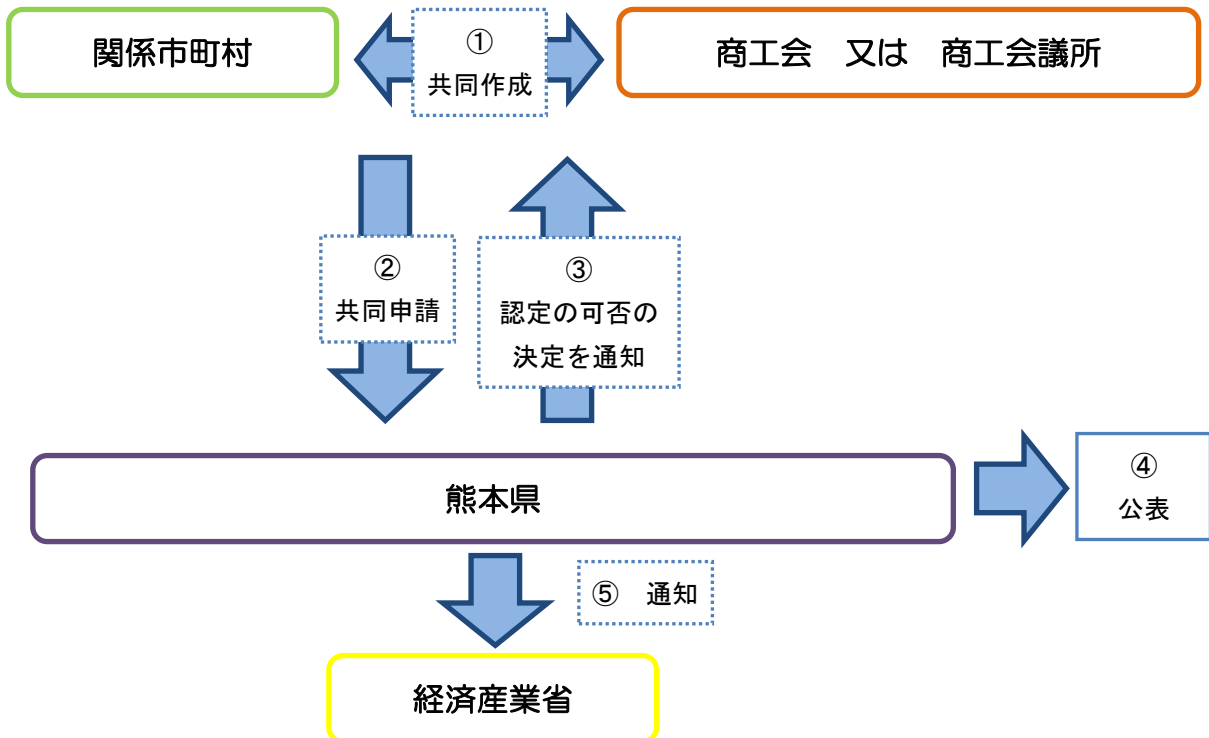 関係市町村
①
共同作成
商工会　又は　商工会議所
②
共同申請
③
認定の可否の
決定を通知
熊本県
④
公表
⑤　通知
経済産業省